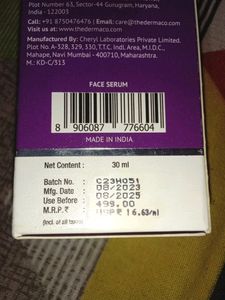 Plot Number 63, Sector-44 Gurugram, Haryana,
India - 122003
Call: +91 8750476476 | Email: care@thedermaco.com
Website: www.thedermaco.com
Manufactured By: Cheryl Laboratories Private Limited.
Plot No. A-328, 329, 330, T.T.C. Indl. Area, M.I.D.C.,
Mahape, Navi Mumbai - 400710, Maharashtra.
M.: KD-C/313
FACE SERUM
8 906087 776604
MADE IN INDIA
Net Content : 30 ml
Batch No. : C23H051
Mfg. Date : 08/2023
Use Before : 08/2025
M.R.P.₹ : 499.00
(Incl. of all taxes) USP₹ 16.63/ml